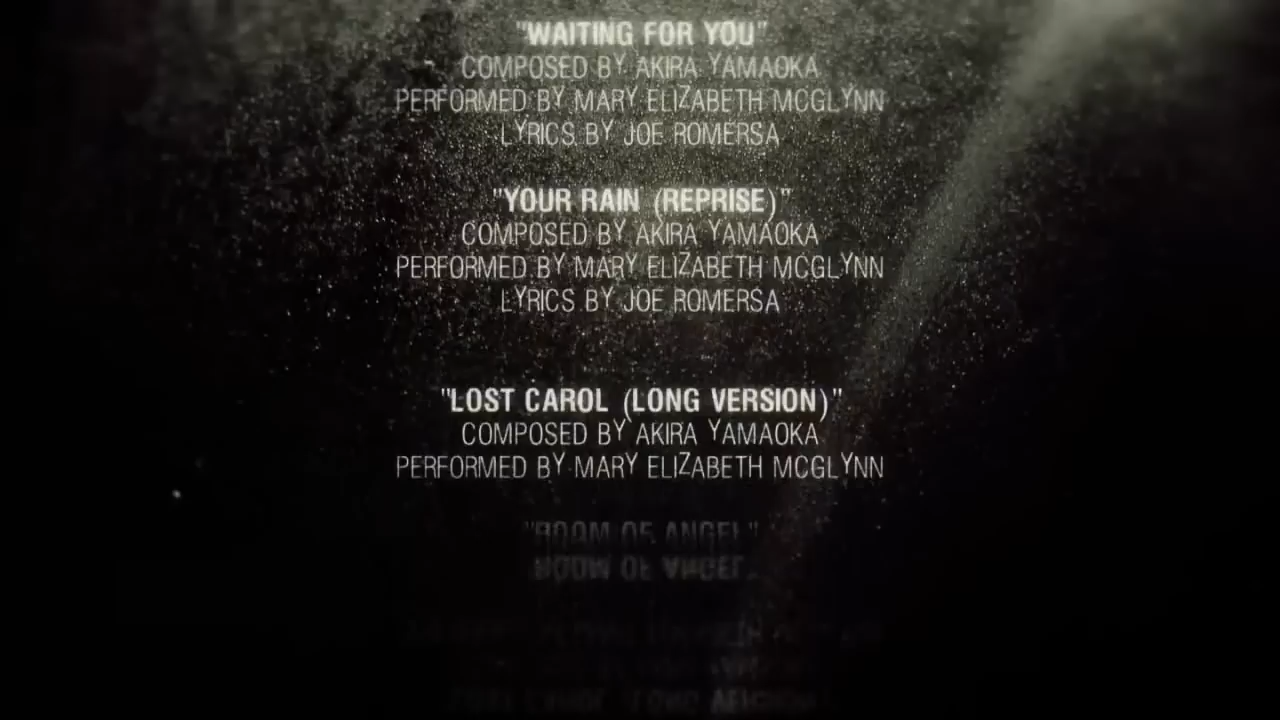 "WAITING FOR YOU"
COMPOSED BY AKIRA YAMAOKA
PERFORMED BY MARY ELIZABETH MCGLYNN
LYRICS BY JOE ROMERSA
"YOUR RAIN (REPRISE)"
COMPOSED BY AKIRA YAMAOKA
PERFORMED BY MARY ELIZABETH MCGLYNN
LYRICS BY JOE ROMERSA
"LOST CAROL (LONG VERSION)"
COMPOSED BY AKIRA YAMAOKA
PERFORMED BY MARY ELIZABETH MCGLYNN
"ROOM OF ANGEL"